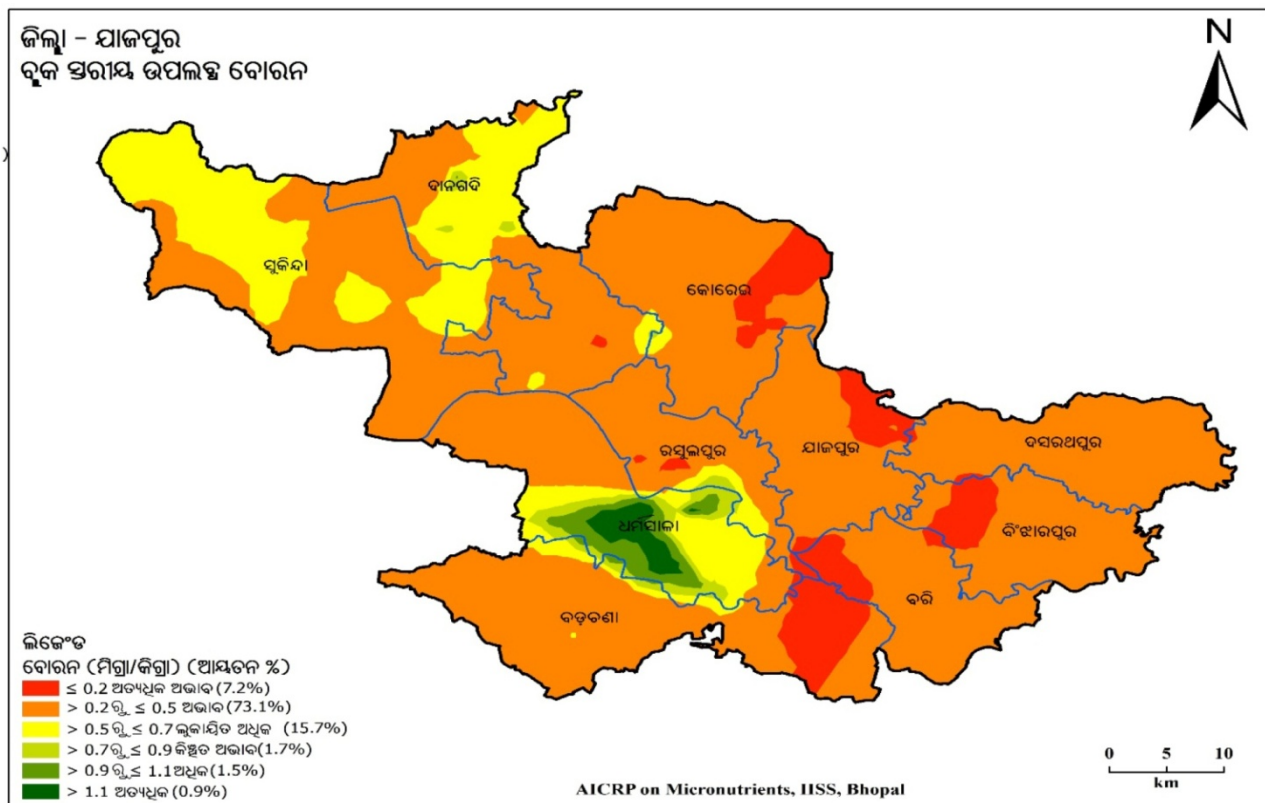 ଜିଲ୍ଲା – ଯାଜପୁର
ବ୍ଲକ ସ୍ତରୀୟ ଉପଲବ୍ଧ ବୋରନ
N
)
ଦାନଗଦି
ସୁକିନ୍ଦା
କୋରେଇ
ରସୁଲପୁର
ଯାଜପୁର
ଦସରଥପୁର
ଧର୍ମସାଳା
ବିଂଝାରପୁର
ବରି
ବଡ଼ଚଣା
ଲିଜେଂଡ
ବୋରନ (ମିଗ୍ରା/କିଗ୍ରା) (ଆୟତନ %)
≤ 0.2 ଅତ୍ୟଧିକ ଅଭାବ (7.2%)
> 0.2 ରୁ ≤ 0.5 ଅଭାବ (73.1%)
> 0.5 ରୁ ≤ 0.7 ଲୁକାୟିତ ଅଧିକ (15.7%)
> 0.7 ରୁ ≤ 0.9 କିଞ୍ଚିତ ଅଭାବ (1.7%)
> 0.9 ରୁ ≤ 1.1 ଅଧିକ (1.5%)
> 1.1 ଅତ୍ୟଧିକ (0.9%)
0 5 10
km
AICRP on Micronutrients, IISS, Bhopal